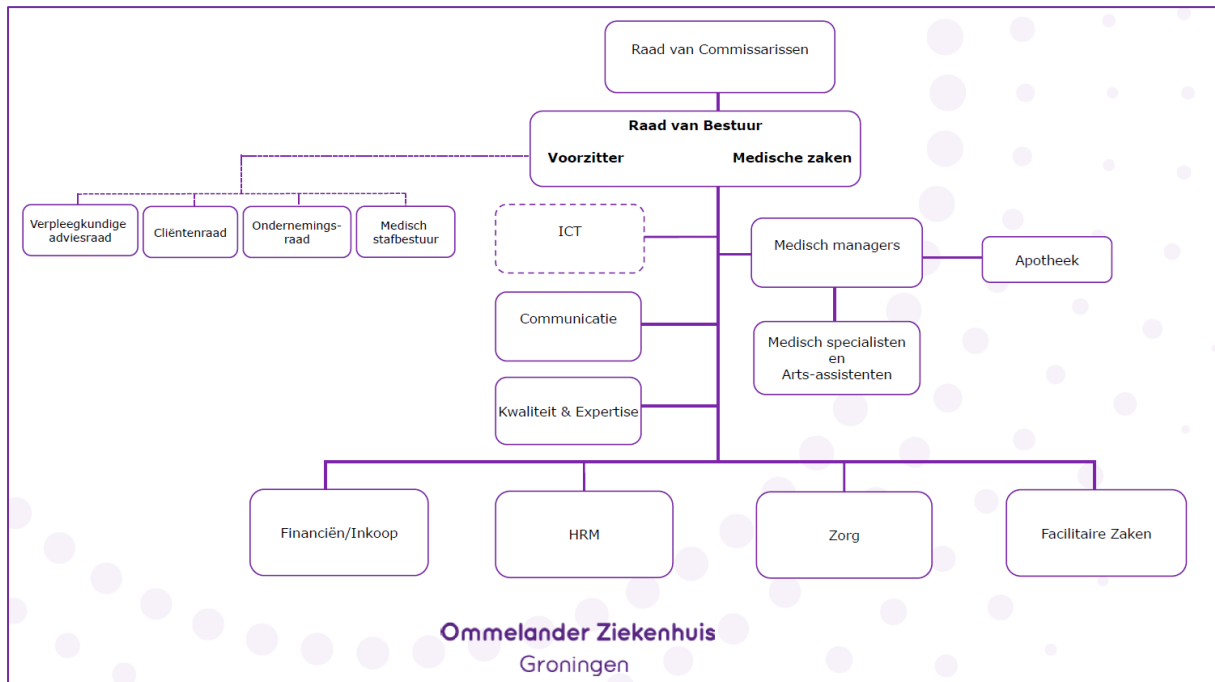 Raad van Commissarissen
Raad van Bestuur
Voorzitter
Medische zaken
Verpleegkundige
adviesraad
Cliëntenraad
Ondernemings-
raad
Medisch
stafbestuur
ICT
Medisch managers
Apotheek
Communicatie
Medisch specialisten
en
Arts-assistenten
Kwaliteit & Expertise
Financiën/Inkoop
HRM
Zorg
Facilitaire Zaken
Ommelander Ziekenhuis
Groningen